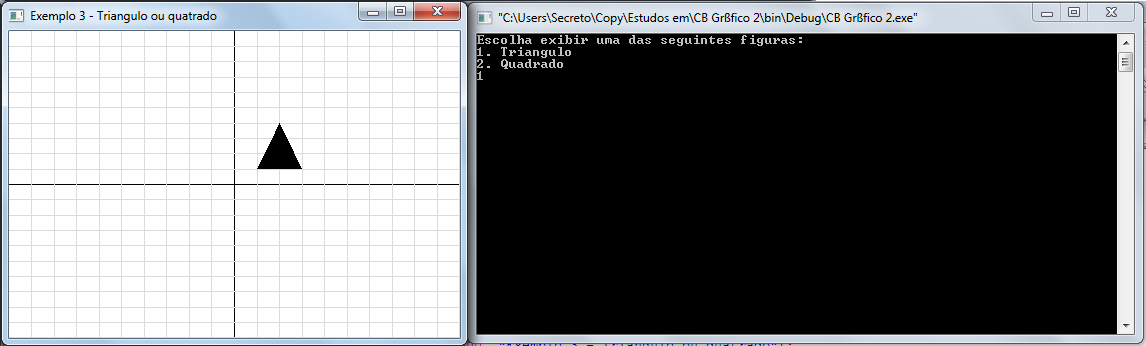 Exemplo 3 - Triangulo ou quatrado
"C:\Users\Secreto\Copy\Estudos em\CB Grßfico 2\bin\Debug\CB Grßfico 2.exe"
Escolha exibir uma das seguintes figuras:
1. Triangulo
2. Quadrado
1